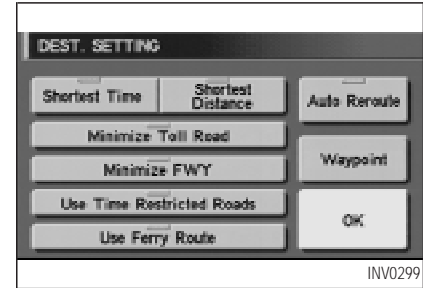 DEST. SETTING
Shortest Time
Shortest
Distance
Auto Reroute
Minimize Toll Road
Minimize FWY
Waypoint
Use Time Restricted Roads
Use Ferry Route
OK
INV0299